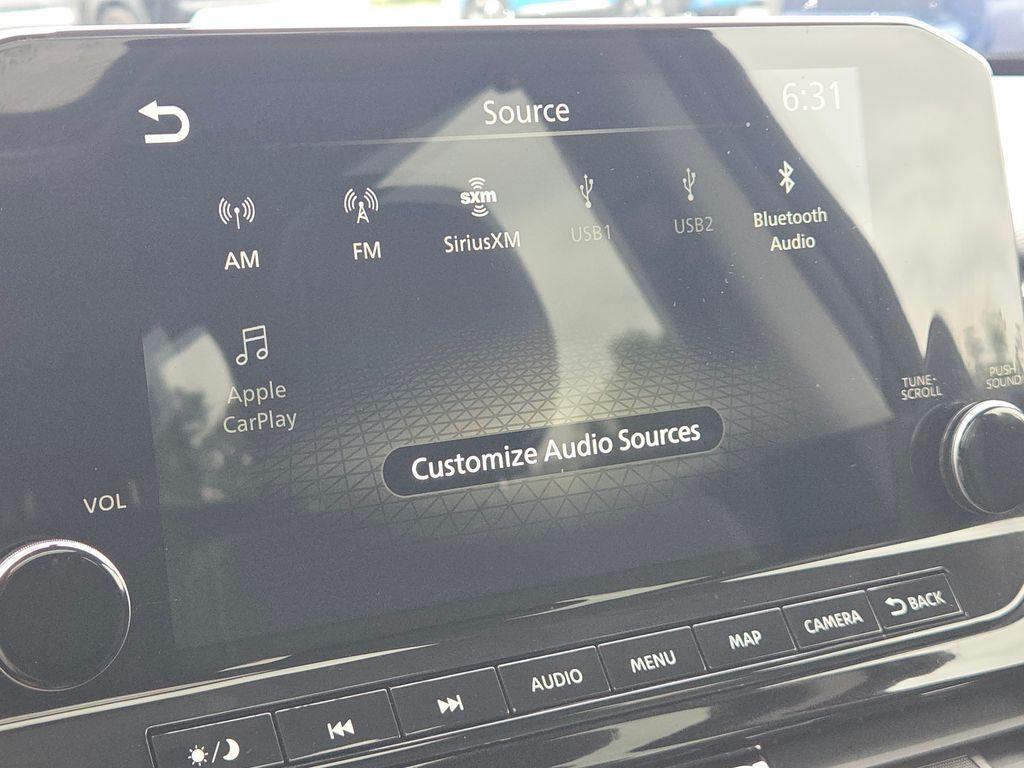 Source
6:31
AM
FM
sxm
SiriusXM
USB1
USB2
Bluetooth
Audio
Apple
CarPlay
Customize Audio Sources
VOL
TUNE-
SCROLL
PUSH
SOUND
AUDIO
MENU
MAP
CAMERA
BACK